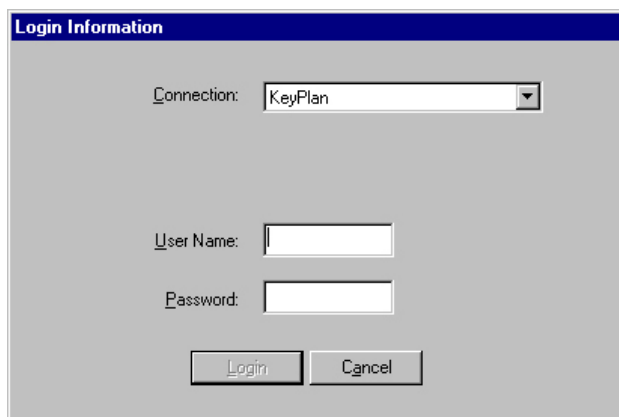 Login Information
Connection: KeyPlan
User Name:
Password:
Login Cancel